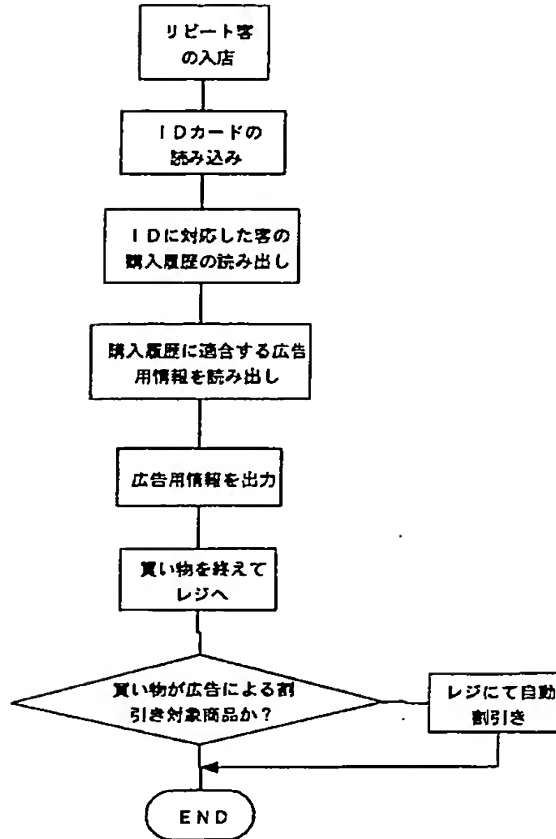 リピート客
の入店
IDカードの
読み込み
IDに対応した客の
購入履歴の読み出し
購入履歴に適合する広告
用情報を読み出し
広告用情報を出力
買い物を終えて
レジへ
買い物が広告による割
引き対象商品か？
レジにて自動
割引き
END